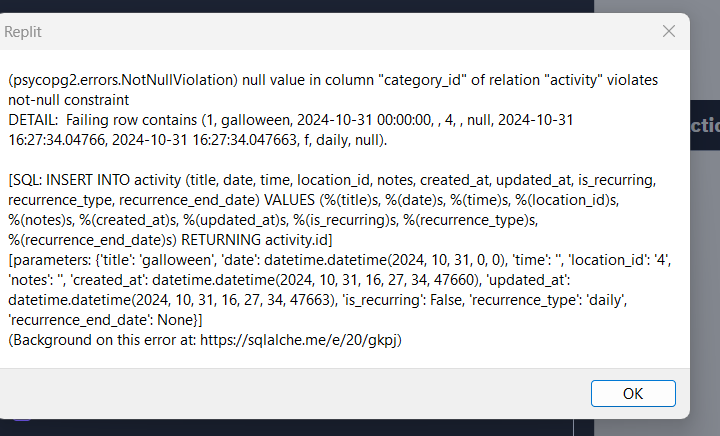 Replit
(psycopg2.errors.NotNullViolation) null value in column "category_id" of relation "activity" violates
not-null constraint
DETAIL:  Failing row contains (1, galloween, 2024-10-31 00:00:00, , 4, , null, 2024-10-31
16:27:34.04766, 2024-10-31 16:27:34.047663, f, daily, null).
[SQL: INSERT INTO activity (title, date, time, location_id, notes, created_at, updated_at, is_recurring,
recurrence_type, recurrence_end_date) VALUES (%(title)s, %(date)s, %(time)s, %(location_id)s,
%(notes)s, %(created_at)s, %(updated_at)s, %(is_recurring)s, %(recurrence_type)s,
%(recurrence_end_date)s) RETURNING activity.id]
[parameters: {'title': 'galloween', 'date': datetime.datetime(2024, 10, 31, 0, 0), 'time': '', 'location_id': '4',
'notes': '', 'created_at': datetime.datetime(2024, 10, 31, 16, 27, 34, 47660), 'updated_at':
datetime.datetime(2024, 10, 31, 16, 27, 34, 47663), 'is_recurring': False, 'recurrence_type': 'daily',
'recurrence_end_date': None}]
(Background on this error at: https://sqlalche.me/e/20/gkpj)
OK